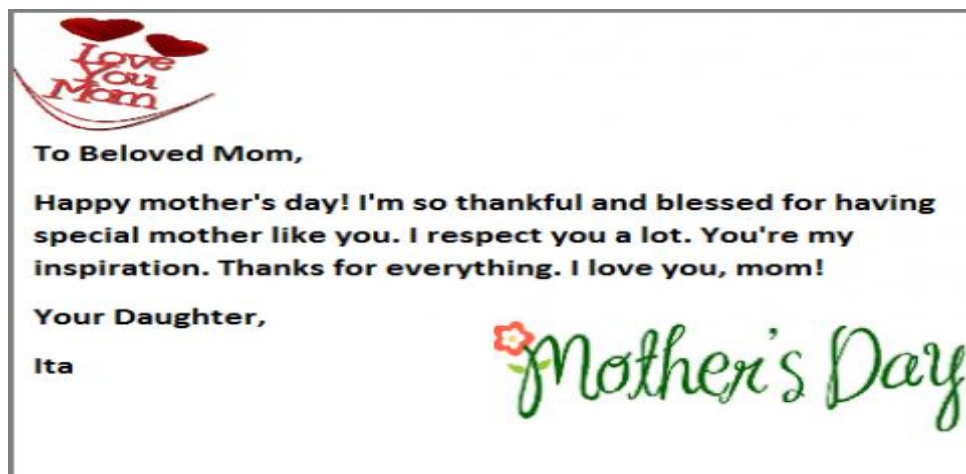 Love
You
Mom
To Beloved Mom,
Happy mother's day! I'm so thankful and blessed for having
special mother like you. I respect you a lot. You're my
inspiration. Thanks for everything. I love you, mom!
Your Daughter,
Ita
Mother's Day